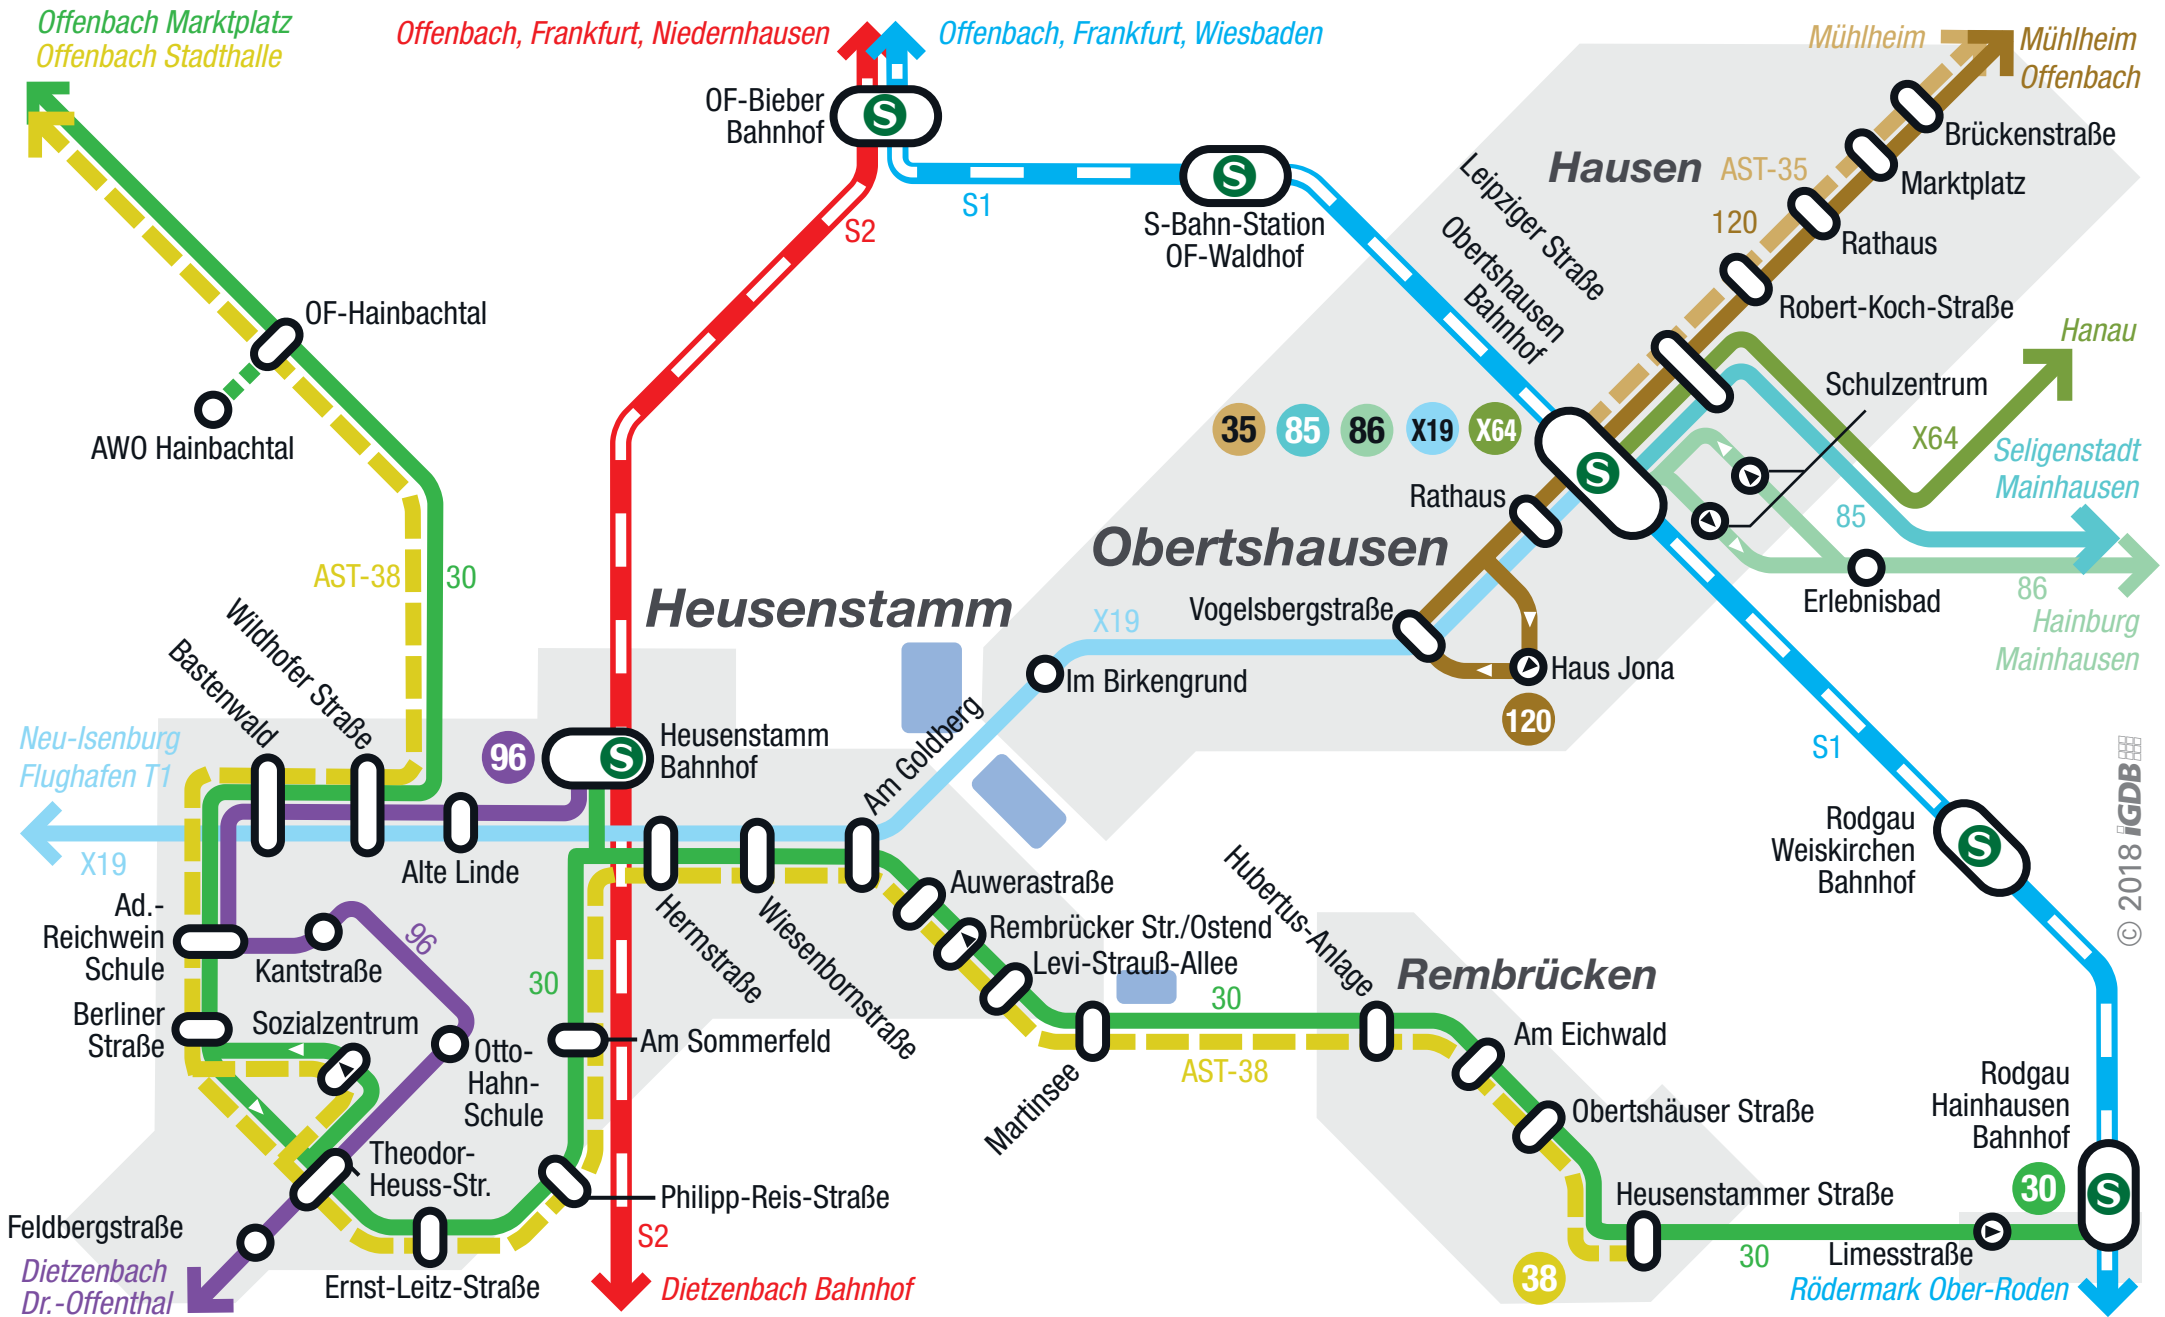 Offenbach Marktplatz
Offenbach Stadthalle
Offenbach, Frankfurt, Niedernhausen
Offenbach, Frankfurt, Wiesbaden
Mühlheim
Mühlheim
Offenbach
OF-Bieber
Bahnhof
S
S1
S2
S
S-Bahn-Station
OF-Waldhof
Hausen
AST-35
120
Brückenstraße
Marktplatz
Rathaus
Robert-Koch-Straße
Leipziger Straße
Obertshausen
Bahnhof
OF-Hainbachtal
AWO Hainbachtal
Hanau
Schulzentrum
35
85
86
X19
X64
X64
Seligenstadt
Mainhausen
85
S
Rathaus
Obertshausen
AST-38
30
Erlebnisbad
86
Hainburg
Mainhausen
Heusenstamm
Wildhofer Straße
Bastenwald
Vogelsbergstraße
X19
Im Birkengrund
Haus Jona
120
Neu-Isenburg
Flughafen T1
X19
96
S
Heusenstamm
Bahnhof
Am Goldberg
S1
© 2018 iGDB
Alte Linde
Rodgau
Weiskirchen
Bahnhof
S
Ad.-
Reichwein
Schule
Kantstraße
96
Hermstraße
Wiesenbornstraße
Auwerastraße
Rembrücker Str./Ostend
Levi-Strauß-Allee
Hubertus-Anlage
Rembrücken
30
30
Berliner
Straße
Sozialzentrum
Otto-
Hahn-
Schule
Am Sommerfeld
Martinsee
AST-38
Am Eichwald
Obertshäuser Straße
Rodgau
Hainhausen
Bahnhof
Theodor-
Heuss-Str.
Philipp-Reis-Straße
Heusenstammer Straße
30
S
Feldbergstraße
S2
Dietzenbach
Dr.-Offenthal
Ernst-Leitz-Straße
Dietzenbach Bahnhof
38
30
Limesstraße
Rödermark Ober-Roden